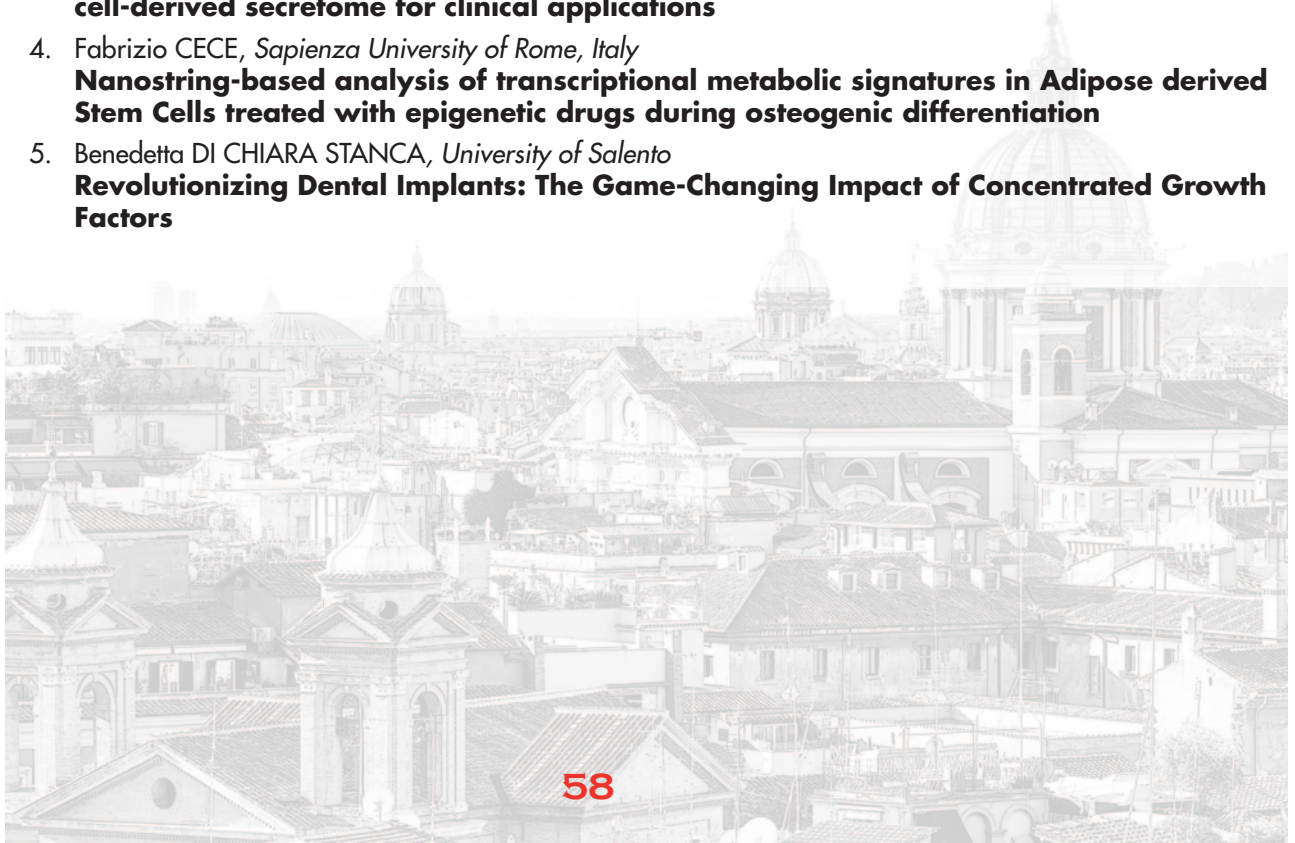 cell-derived secretome for clinical applications
4. Fabrizio CECE, Sapienza University of Rome, Italy
Nanostring-based analysis of transcriptional metabolic signatures in Adipose derived
Stem Cells treated with epigenetic drugs during osteogenic differentiation
5. Benedetta DI CHIARA STANCA, University of Salento
Revolutionizing Dental Implants: The Game-Changing Impact of Concentrated Growth
Factors
58